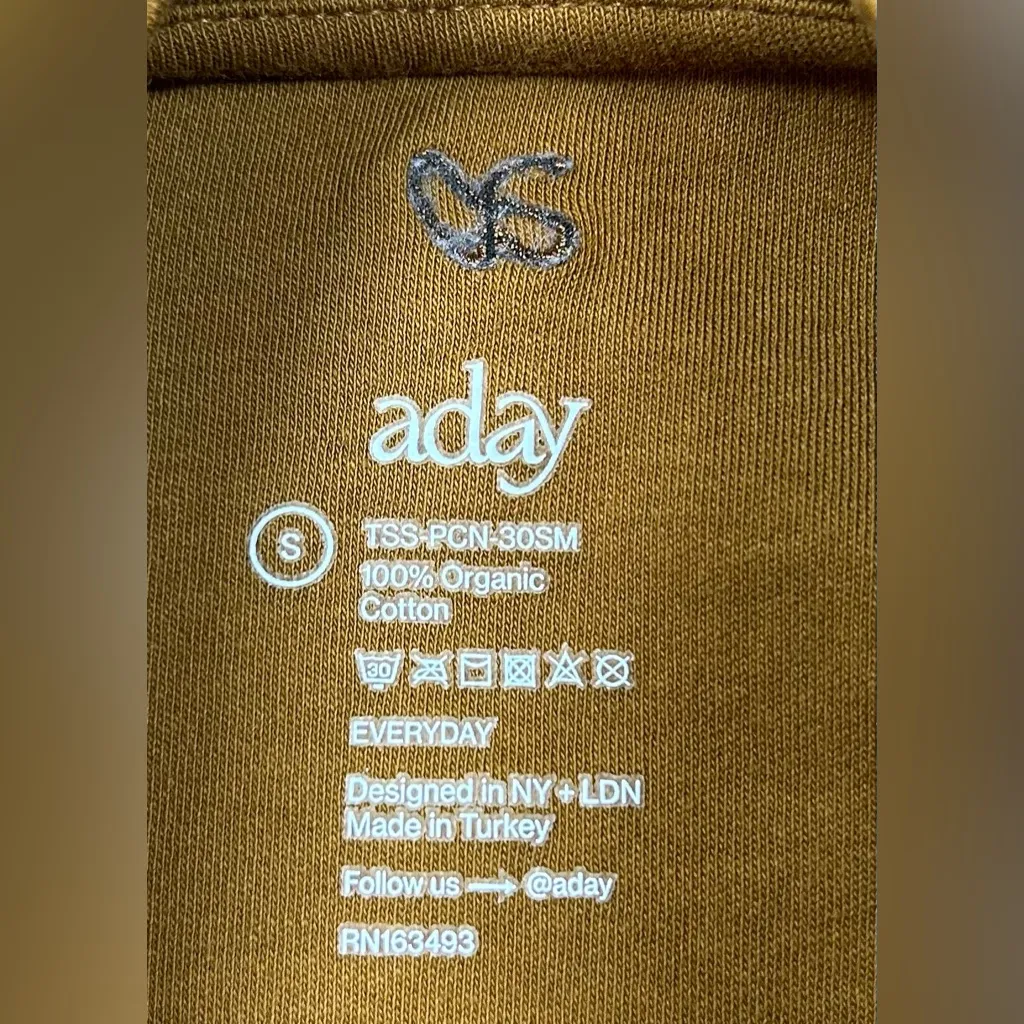 aday
S
TSS-PCN-30SM
100% Organic
Cotton
30
EVERYDAY
Designed in NY + LDN
Made in Turkey
Follow us → @aday
RN163493